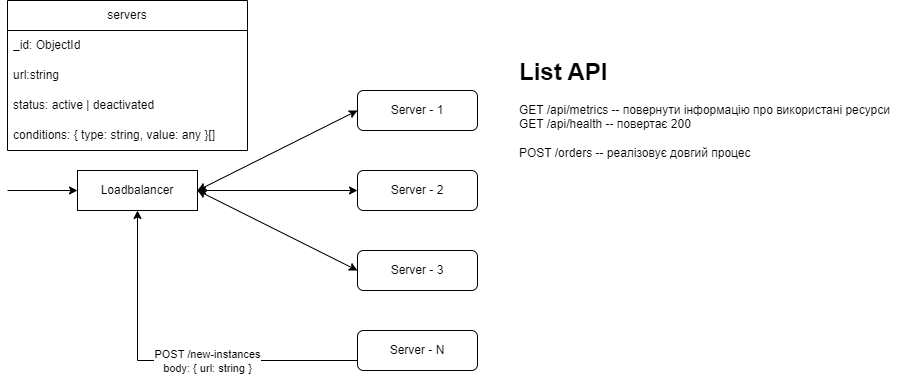 servers
_id: ObjectId
url:string
status: active | deactivated
conditions: { type: string, value: any }[]
Loadbalancer
Server - 1
Server - 2
Server - 3
Server - N
POST /new-instances
body: { url: string }
List API
GET /api/metrics -- повернути інформацію про використані ресурси
GET /api/health -- повертає 200
POST /orders -- реалізовує довгий процес